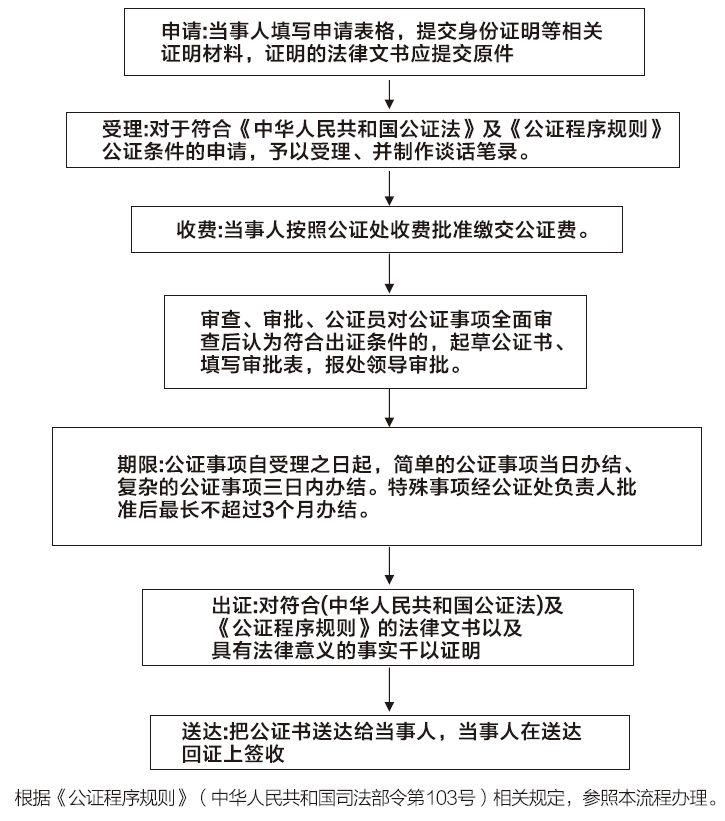 申请:当事人填写申请表格，提交身份证明等相关
证明材料，证明的法律文书应提交原件
受理:对于符合《中华人民共和国公证法》及《公证程序规则》
公证条件的申请，予以受理、并制作谈话笔录。
收费:当事人按照公证处收费批准缴交公证费。
审查、审批、公证员对公证事项全面审
查后认为符合出证条件的，起草公证书、
填写审批表，报处领导审批。
期限:公证事项自受理之日起，简单的公证事项当日办结、
复杂的公证事项三日内办结。特殊事项经公证处负责人批
准后最长不超过3个月办结。
出证:对符合(中华人民共和国公证法)及
《公证程序规则》的法律文书以及
具有法律意义的事实千以证明
送达:把公证书送达给当事人，当事人在送达
回证上签收
根据《公证程序规则》（中华人民共和国司法部令第103号）相关规定，参照本流程办理。